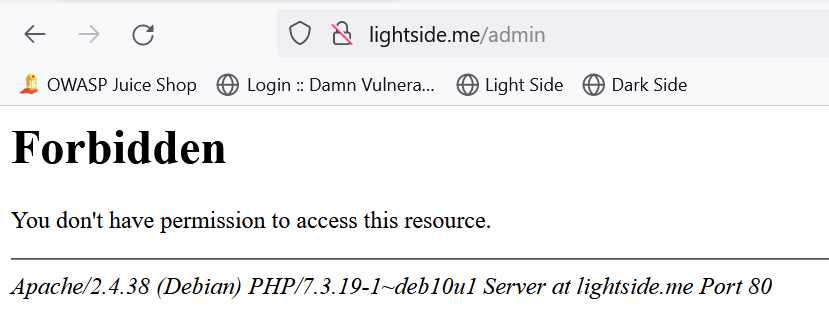 lightside.me/admin
OWASP Juice Shop Login :: Damn Vulnera... Light Side Dark Side
Forbidden
You don't have permission to access this resource.
Apache/2.4.38 (Debian) PHP/7.3.19-1~deb10u1 Server at lightside.me Port 80